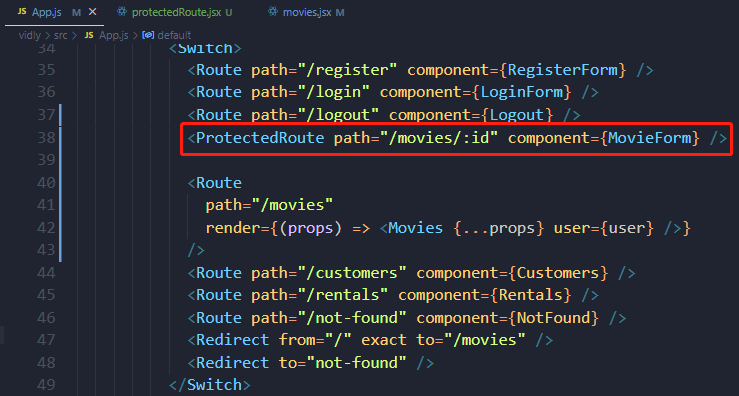 JS App.js M × protectedRoute.jsx U movies.jsx M
vidly > src > JS App.js > default
34 <Switch>
35 <Route path="/register" component={RegisterForm} />
36 <Route path="/login" component={LoginForm} />
37 <Route path="/logout" component={Logout} />
38 <ProtectedRoute path="/movies/:id" component={MovieForm} />
39
40 <Route
41 path="/movies"
42 render={(props) => <Movies {...props} user={user} />}
43 />
44 <Route path="/customers" component={Customers} />
45 <Route path="/rentals" component={Rentals} />
46 <Route path="/not-found" component={NotFound} />
47 <Redirect from="/" exact to="/movies" />
48 <Redirect to="not-found" />
49 </Switch>